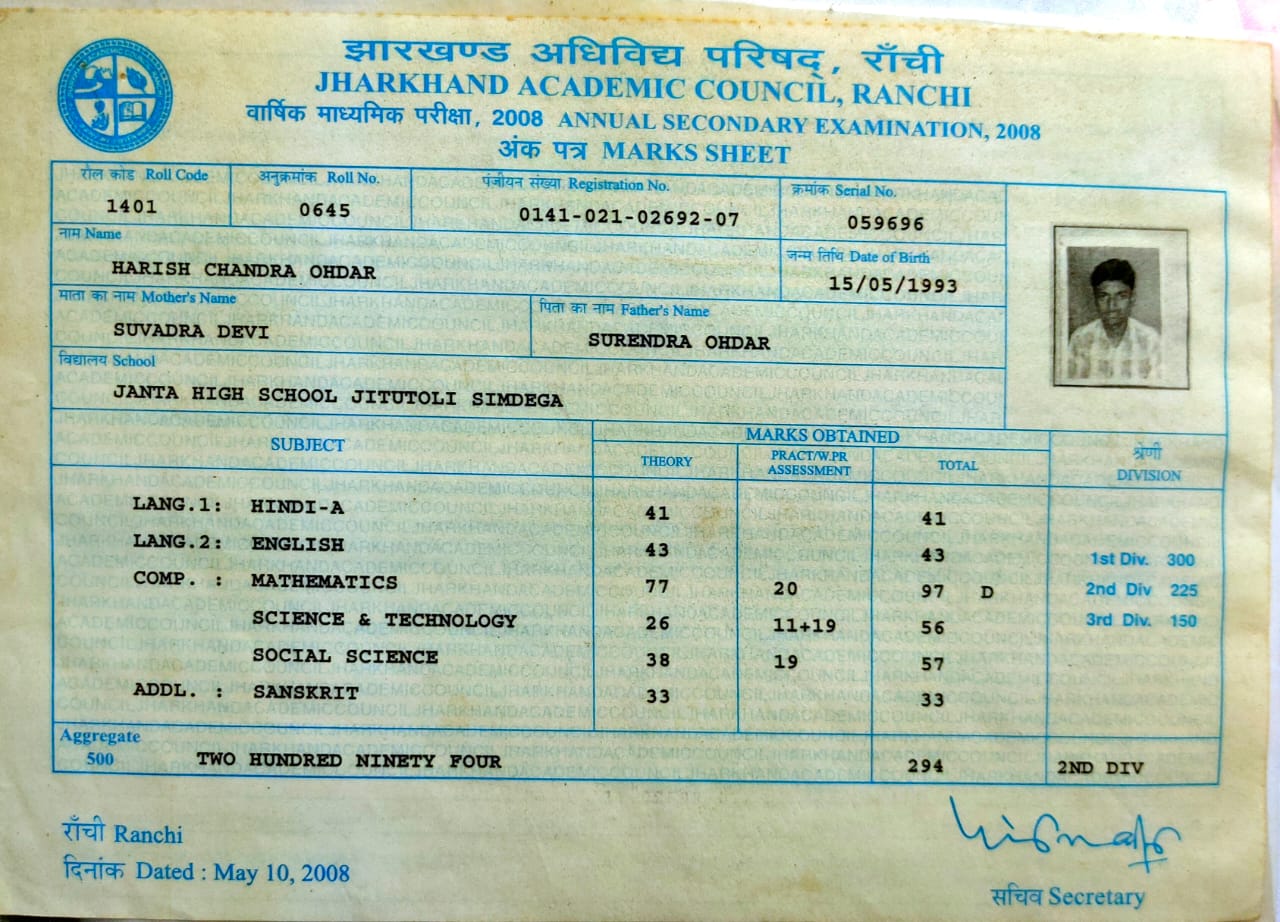 झारखण्ड अधिविद्य परिषद्, राँची
JHARKHAND ACADEMIC COUNCIL, RANCHI
वार्षिक माध्यमिक परीक्षा, 2008 ANNUAL SECONDARY EXAMINATION, 2008
अंक पत्र MARKS SHEET
रौल कोड Roll Code अनुक्रमांक Roll No. पंजीयन संख्या Registration No. क्रमांक Serial No.
1401 0645 0141-021-02692-07 059696
नाम Name जन्म तिथि Date of Birth
HARISH CHANDRA OHDAR 15/05/1993
माता का नाम Mother's Name पिता का नाम Father's Name
SUVADRA DEVI SURENDRA OHDAR
विद्यालय School
JANTA HIGH SCHOOL JITUTOLI SIMDEGA
SUBJECT MARKS OBTAINED श्रेणी
THEORY PRACT/W.PR ASSESSMENT TOTAL DIVISION
LANG.1: HINDI-A 41 41
LANG.2: ENGLISH 43 43 1st Div. 300
COMP. : MATHEMATICS 77 20 97 D 2nd Div 225
SCIENCE & TECHNOLOGY 26 11+19 56 3rd Div. 150
SOCIAL SCIENCE 38 19 57
ADDL. : SANSKRIT 33 33
Aggregate
500 TWO HUNDRED NINETY FOUR 294 2ND DIV
राँची Ranchi
दिनांक Dated : May 10, 2008
सचिव Secretary